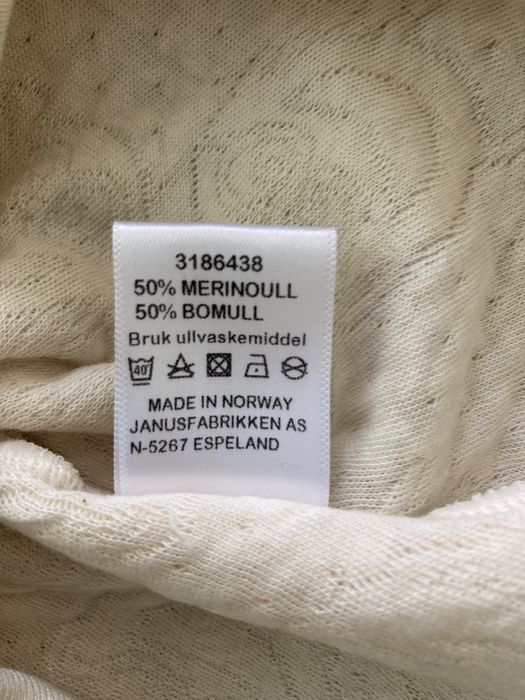 3186438
50% MERINOULL
50% BOMULL
Bruk ullvaskemiddel
40
MADE IN NORWAY
JANUSFABRIKKEN AS
N-5267 ESPELAND